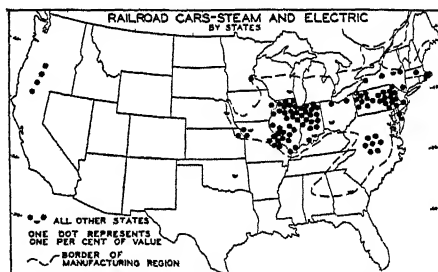 RAILROAD CARS-STEAM AND ELECTRIC
BY STATES
ALL OTHER STATES
ONE DOT REPRESENTS
ONE PER CENT OF VALUE
BORDER OF
MANUFACTURING REGION